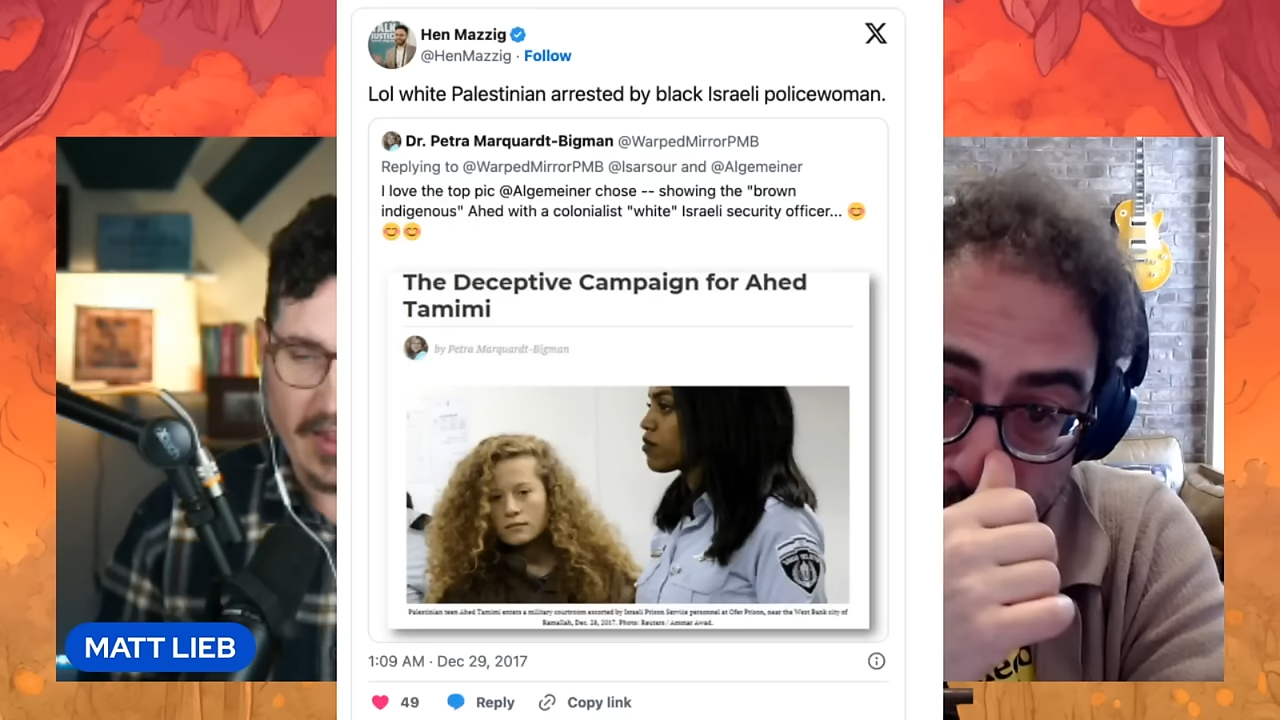 Hen Mazzig
@HenMazzig · Follow
Lol white Palestinian arrested by black Israeli policewoman.
Dr. Petra Marquardt-Bigman @WarpedMirrorPMB
Replying to @WarpedMirrorPMB @lsarsour and @Algemeiner
I love the top pic @Algemeiner chose -- showing the "brown
indigenous" Ahed with a colonialist "white" Israeli security officer... 😊
😊😊
The Deceptive Campaign for Ahed
Tamimi
by Petra Marquardt-Bigman
Palestinian teen Ahed Tamimi enters a military courtroom escorted by Israeli Prison Service personnel at Ofer Prison, near the West Bank city of
Ramallah, Dec. 28, 2017. Photo: Reuters / Ammar Awad.
1:09 AM · Dec 29, 2017
49 Reply Copy link
MATT LIEB